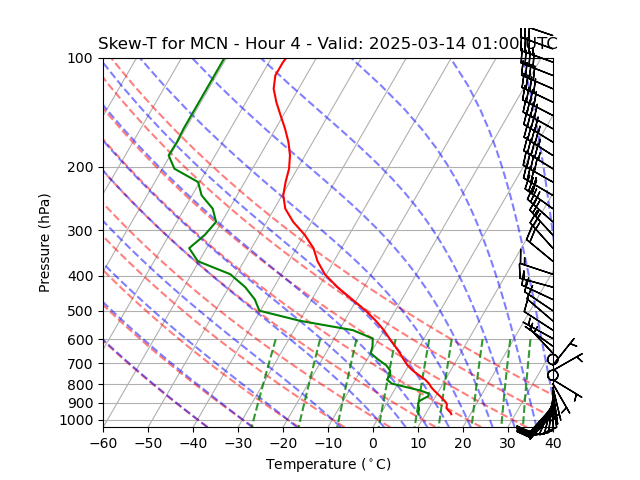 Skew-T for MCN - Hour 4 - Valid: 2025-03-14 01:00 UTC
100
200
300
400
500
600
700
800
900
1000
Pressure (hPa)
−60 −50 −40 −30 −20 −10 0 10 20 30 40
Temperature (°C)